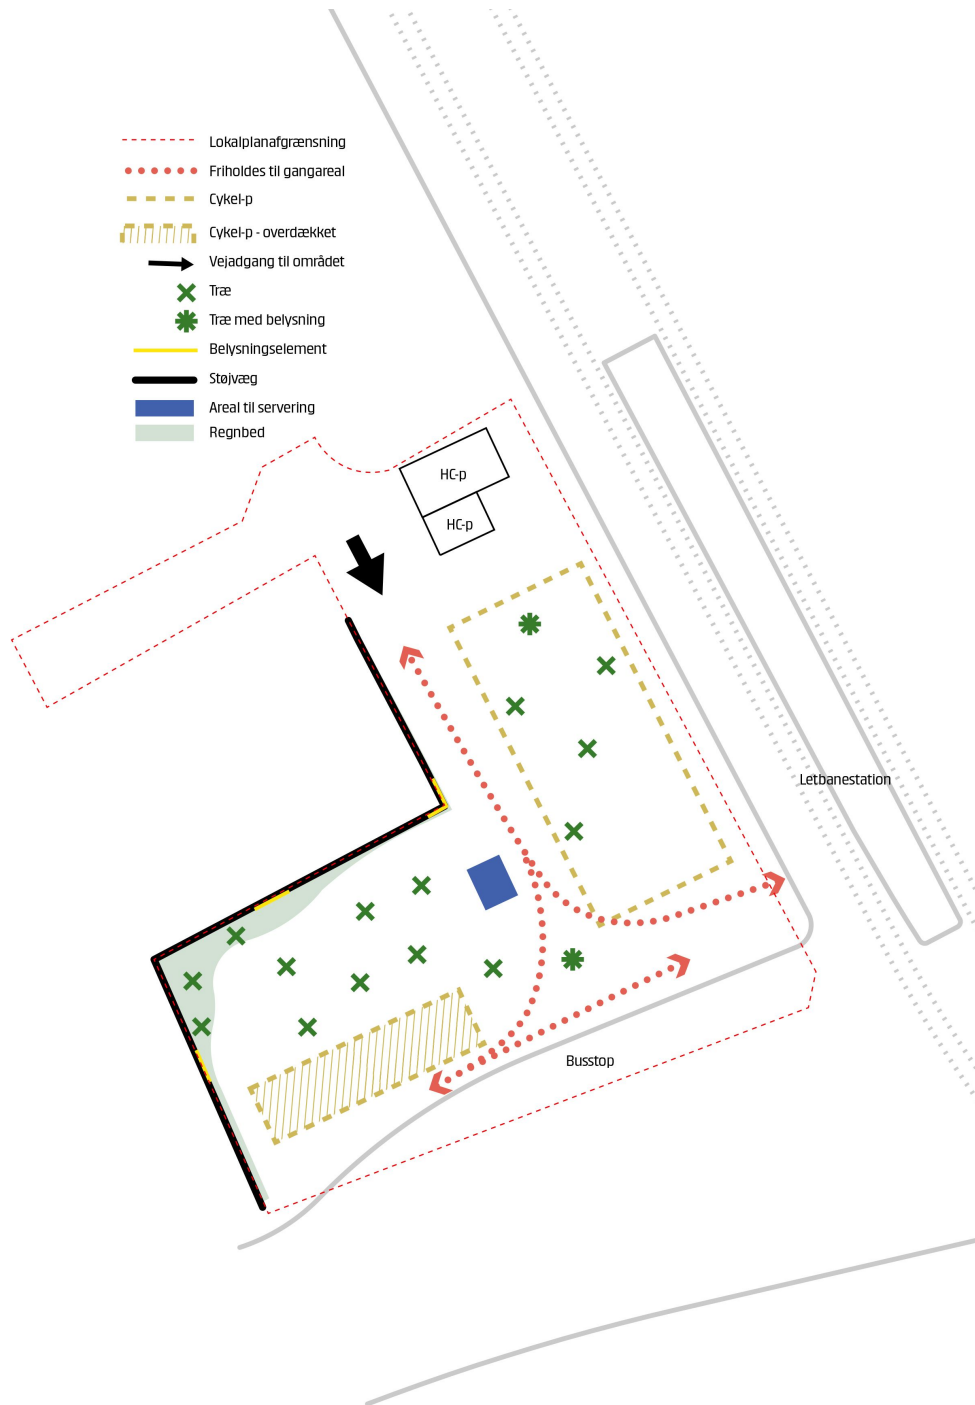 Lokalplanafgrænsning
Friholdes til gangareal
Cykel-p
Cykel-p - overdækket
Vejadgang til området
Træ
Træ med belysning
Belysningselement
Støjvæg
Areal til servering
Regnbed
HC-p
HC-p
Letbanestation
Busstop